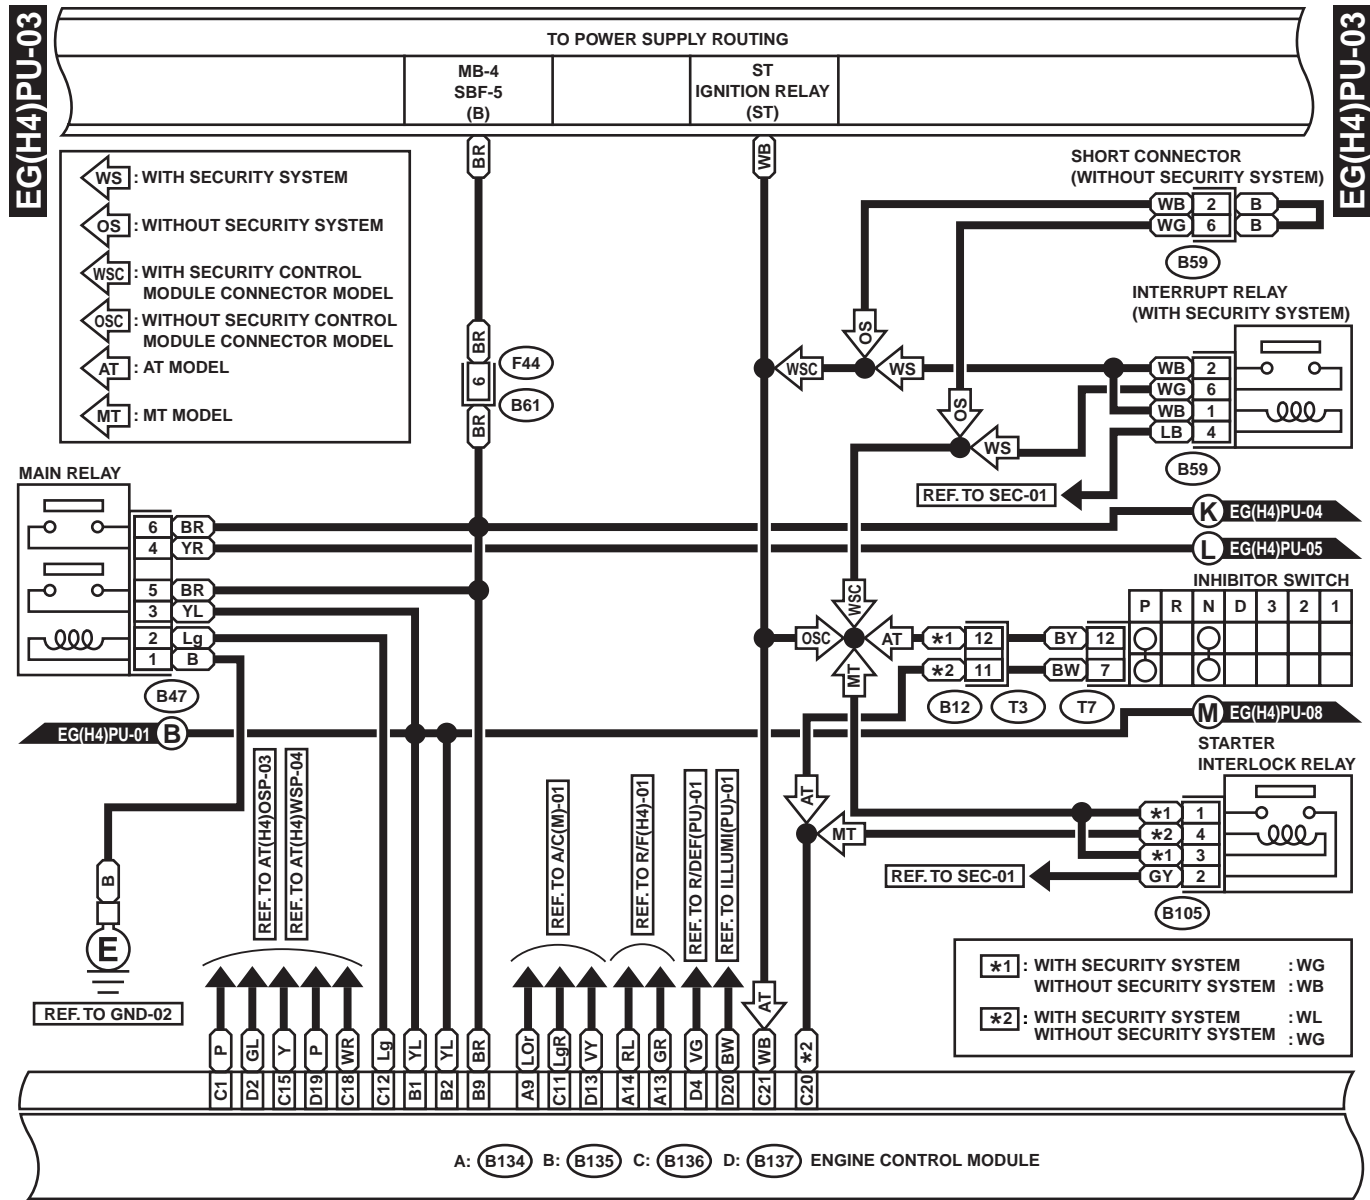 EG(H4)PU-03
EG(H4)PU-03
TO POWER SUPPLY ROUTING
MB-4
SBF-5
(B)
ST
IGNITION RELAY
(ST)
BR
WB
WS : WITH SECURITY SYSTEM
OS : WITHOUT SECURITY SYSTEM
WSC : WITH SECURITY CONTROL
MODULE CONNECTOR MODEL
OSC : WITHOUT SECURITY CONTROL
MODULE CONNECTOR MODEL
AT : AT MODEL
MT : MT MODEL
SHORT CONNECTOR
(WITHOUT SECURITY SYSTEM)
WB 2 B
WG 6 B
B59
INTERRUPT RELAY
(WITH SECURITY SYSTEM)
OS
WSC
WS
WB 2
WG 6
WB 1
LB 4
B59
OS
WS
REF. TO SEC-01
BR
6
BR
F44
B61
MAIN RELAY
6 BR
4 YR
5 BR
3 YL
2 Lg
1 B
B47
K EG(H4)PU-04
L EG(H4)PU-05
INHIBITOR SWITCH
P R N D 3 2 1
WSC
OSC
AT
MT
*1 12 BY 12
*2 11 BW 7
B12 T3 T7
EG(H4)PU-01 B
M EG(H4)PU-08
STARTER
INTERLOCK RELAY
AT
MT
*1 1
*2 4
*1 3
GY 2
REF. TO SEC-01
B105
REF. TO AT(H4)OSP-03
REF. TO AT(H4)WSP-04
REF. TO A/C(M)-01
REF. TO R/F(H4)-01
REF. TO R/DEF(PU)-01
REF. TO ILLUMI(PU)-01
B
E
REF. TO GND-02
AT
*1 : WITH SECURITY SYSTEM : WG
WITHOUT SECURITY SYSTEM : WB
*2 : WITH SECURITY SYSTEM : WL
WITHOUT SECURITY SYSTEM : WG
P GL Y P WR Lg YL YL BR LOr LgR VY RL GR VG BW WB *2
C1 D2 C15 D19 C18 C12 B1 B2 B9 A9 C11 D13 A14 A13 D4 D20 C21 C20
A: B134 B: B135 C: B136 D: B137 ENGINE CONTROL MODULE